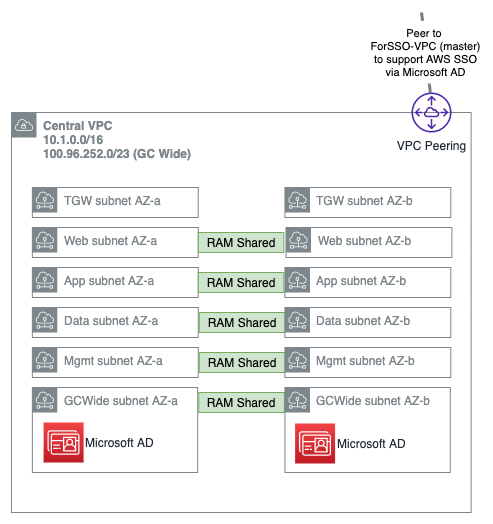 Peer to
ForSSO-VPC (master)
to support AWS SSO
via Microsoft AD
VPC Peering
Central VPC
10.1.0.0/16
100.96.252.0/23 (GC Wide)
TGW subnet AZ-a
TGW subnet AZ-b
Web subnet AZ-a
RAM Shared
Web subnet AZ-b
App subnet AZ-a
RAM Shared
App subnet AZ-b
Data subnet AZ-a
RAM Shared
Data subnet AZ-b
Mgmt subnet AZ-a
RAM Shared
Mgmt subnet AZ-b
GCWide subnet AZ-a
RAM Shared
GCWide subnet AZ-b
Microsoft AD
Microsoft AD